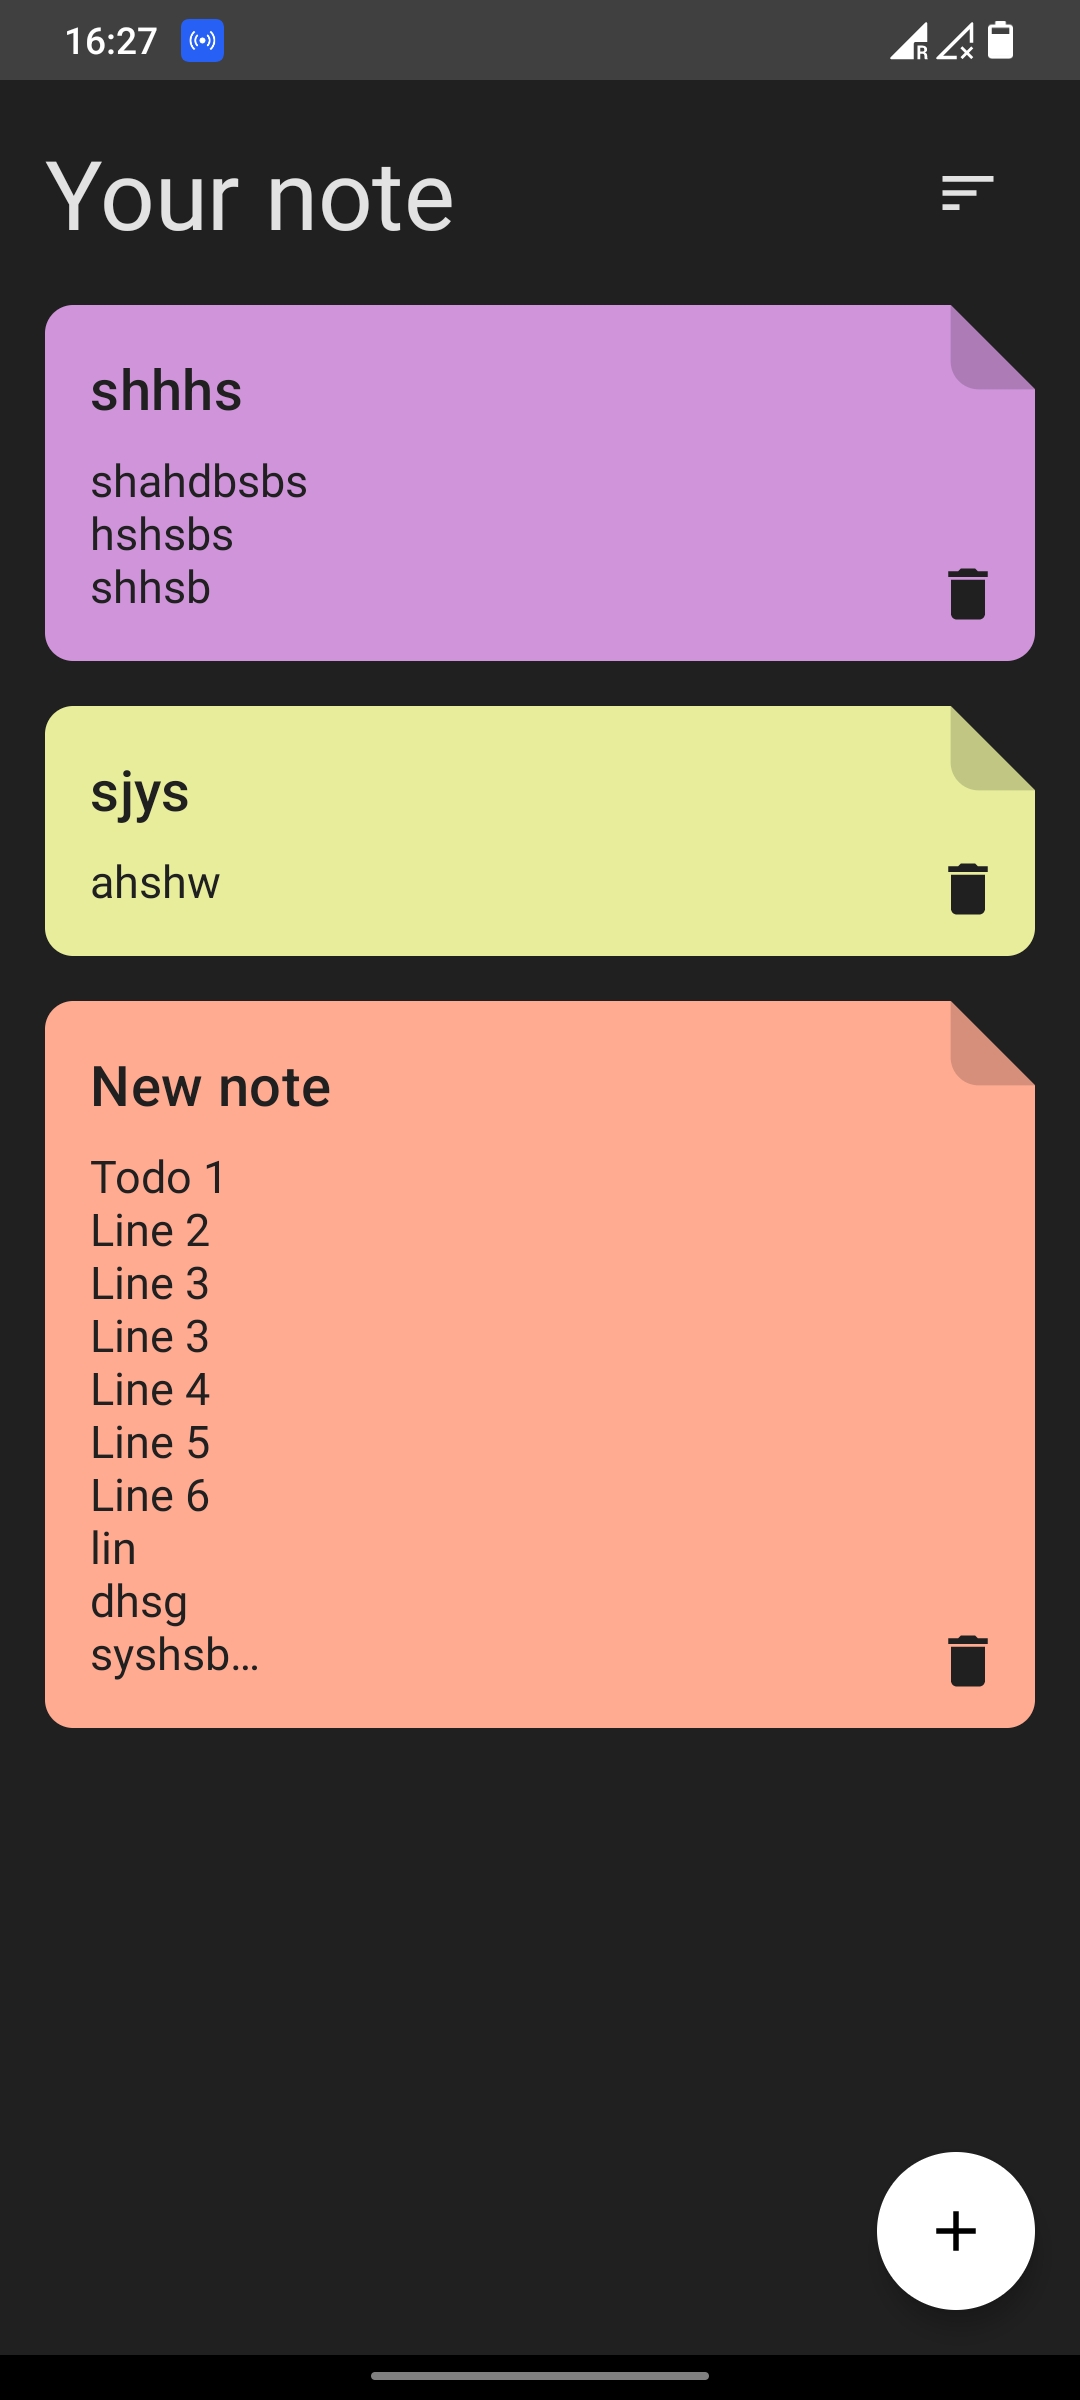 16:27
R
Your note
shhhs
shahdbsbs
hshsbs
shhsb
sjys
ahshw
New note
Todo 1
Line 2
Line 3
Line 3
Line 4
Line 5
Line 6
lin
dhsg
syshsb…